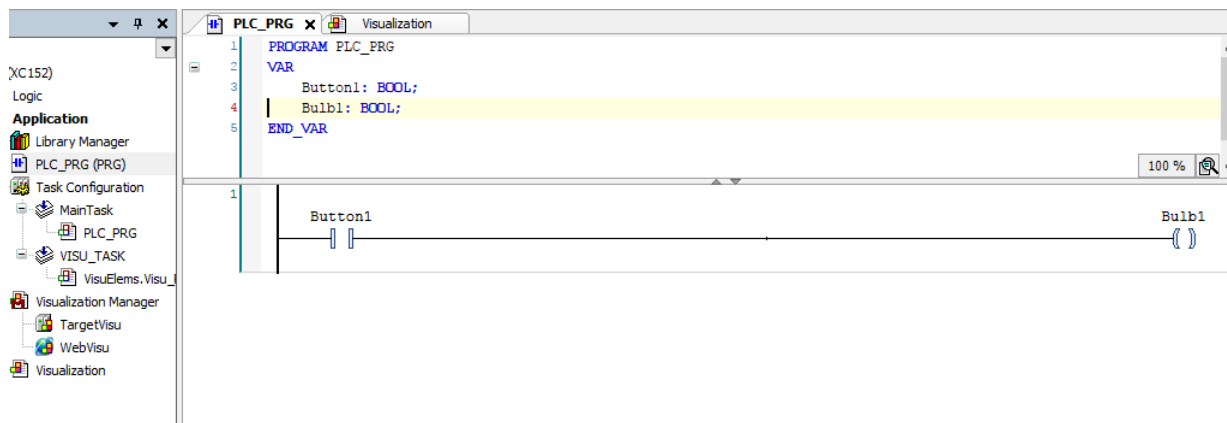 PLC_PRG
Visualization
(XC152)
Logic
Application
Library Manager
PLC_PRG (PRG)
Task Configuration
MainTask
PLC_PRG
VISU_TASK
VisuElems.Visu_
Visualization Manager
TargetVisu
WebVisu
Visualization
1 PROGRAM PLC_PRG
2 VAR
3 Button1: BOOL;
4 Bulb1: BOOL;
5 END_VAR
100 %
1
Button1 Bulb1